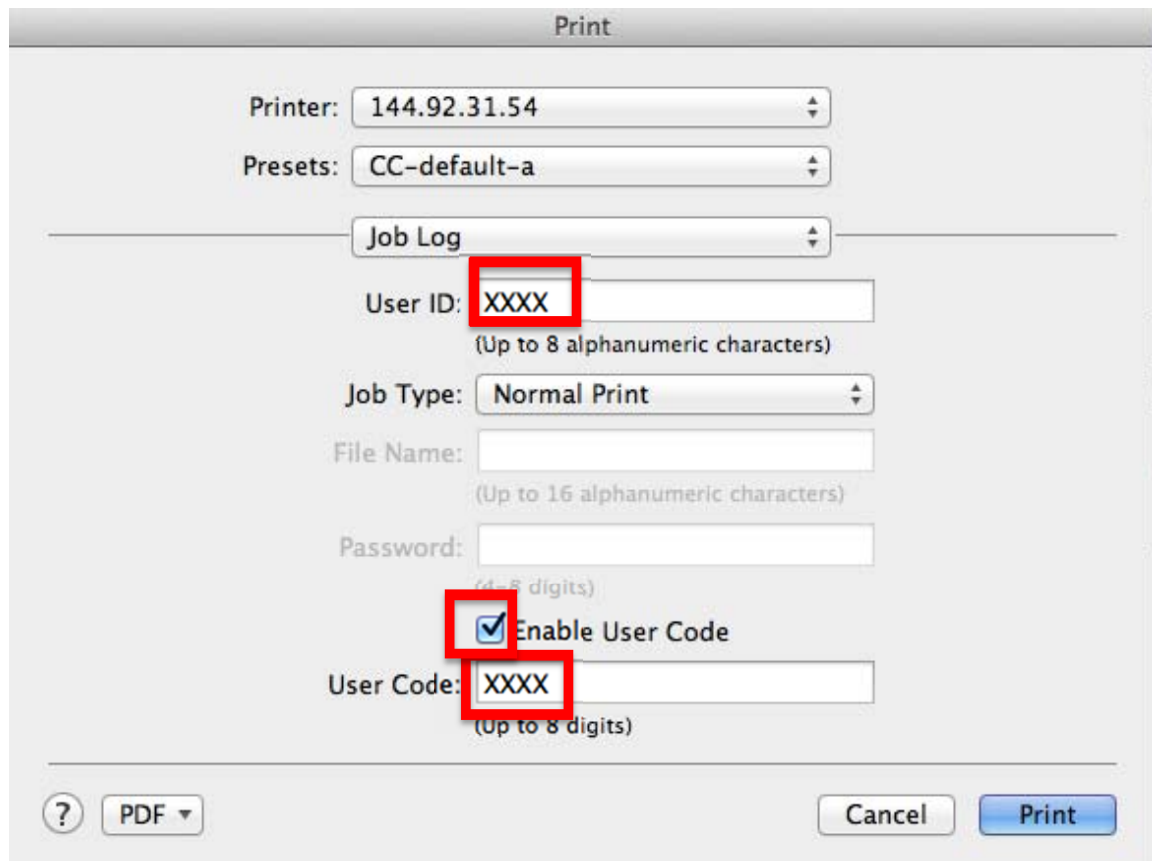 Print
Printer: 144.92.31.54
Presets: CC-default-a
Job Log
User ID: XXXX
(Up to 8 alphanumeric characters)
Job Type: Normal Print
File Name:
(Up to 16 alphanumeric characters)
Password:
(4-8 digits)
Enable User Code
User Code: XXXX
(Up to 8 digits)
? PDF Cancel Print